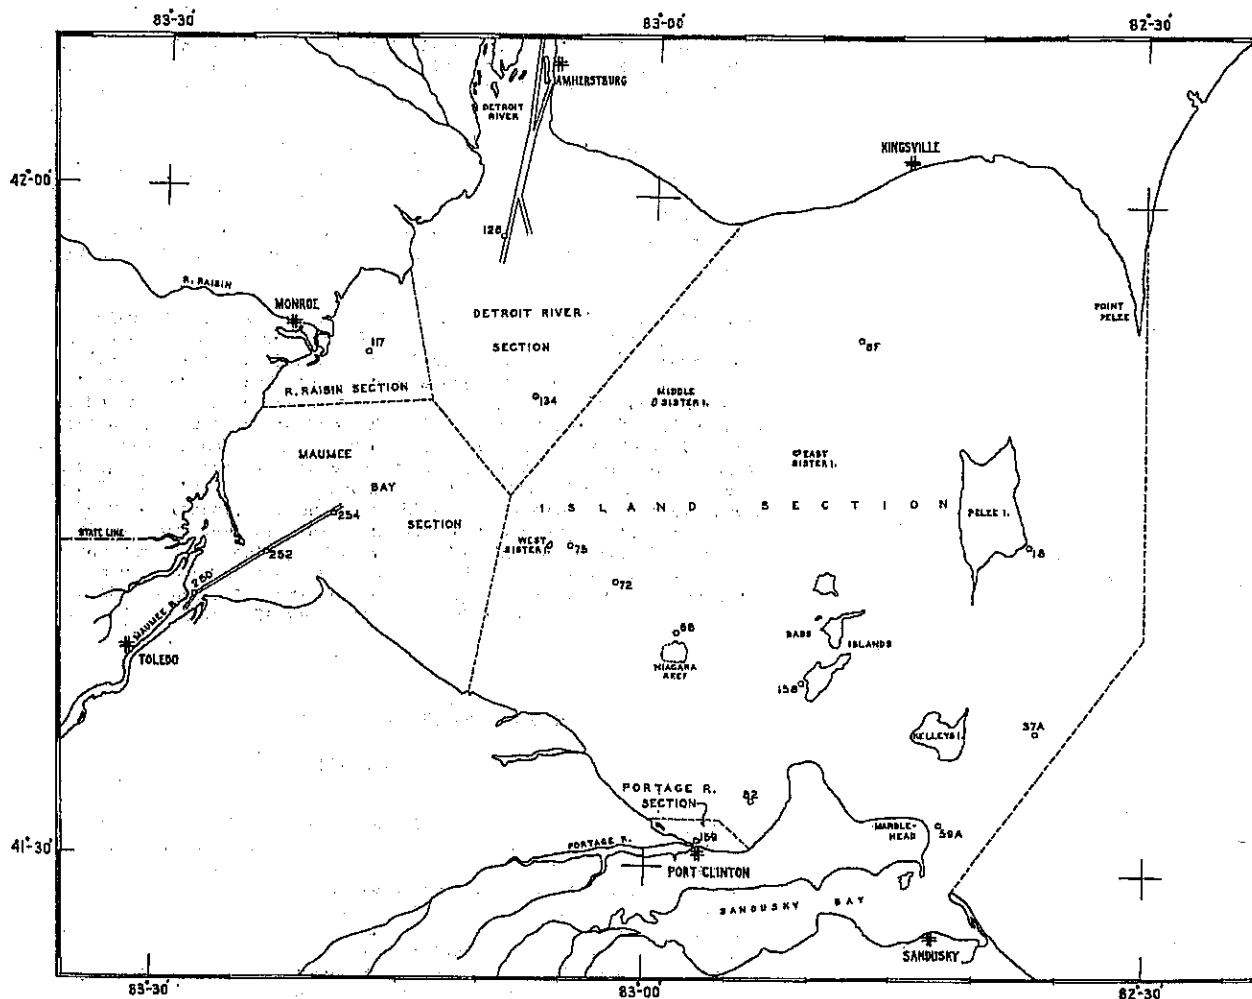 83°-30'
83°-00'
82°-30'
AMHERSTBURG
DETROIT
RIVER
KINGSVILLE
42°-00'
126
R. RAISIN
MONROE
POINT
PELEE
DETROIT RIVER
SECTION
117
8F
R. RAISIN SECTION
134
MIDDLE
SISTER I.
MAUMEE
BAY
SECTION
EAST
SISTER I.
ISLAND SECTION
PELEE I.
254
STATE LINE
252
WEST
SISTER I.
75
18
72
250
MAUMEE R.
TOLEDO
68
NIAGARA
REEF
BASS
ISLANDS
158
KELLEYS I.
37A
PORTAGE R.
SECTION
82
MARBLE-
HEAD
59A
159
PORTAGE R.
41°-30'
PORT CLINTON
SANDUSKY BAY
SANDUSKY
83°-30'
83°-00'
82°-30'